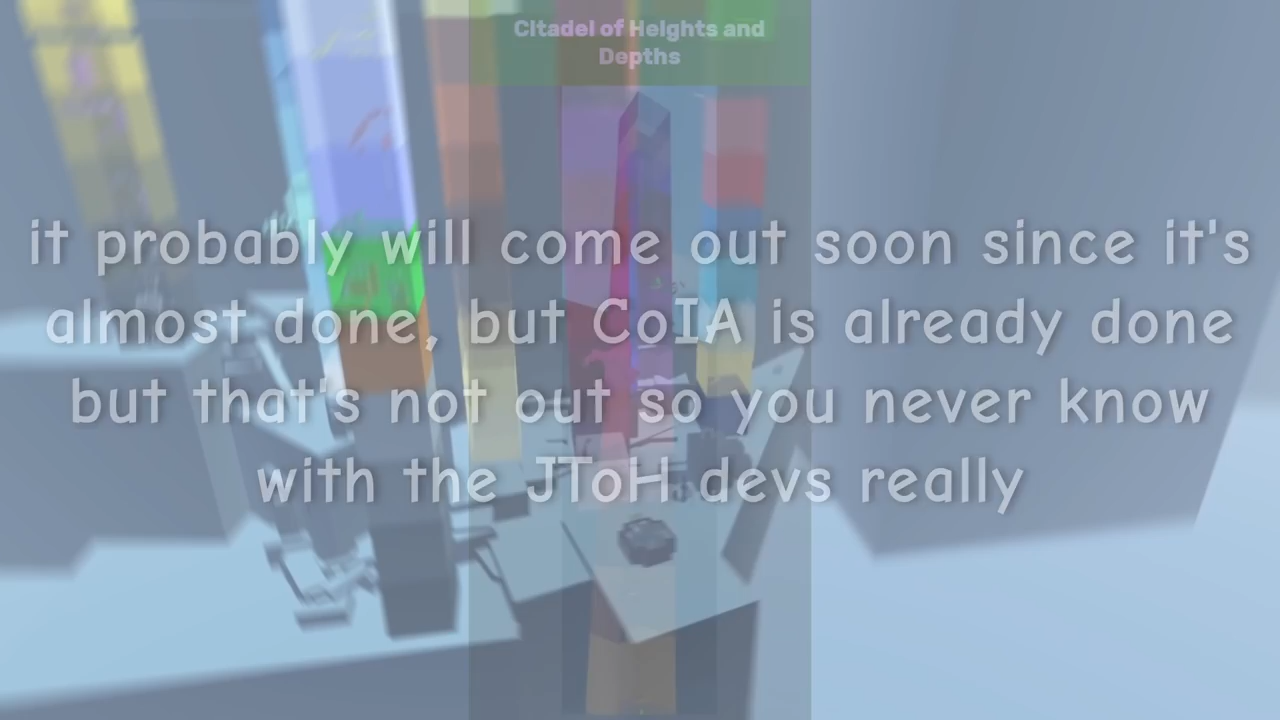 Citadel of Heights and
Depths
it probably will come out soon since it's
almost done, but CoIA is already done
but that's not out so you never know
with the JToH devs really